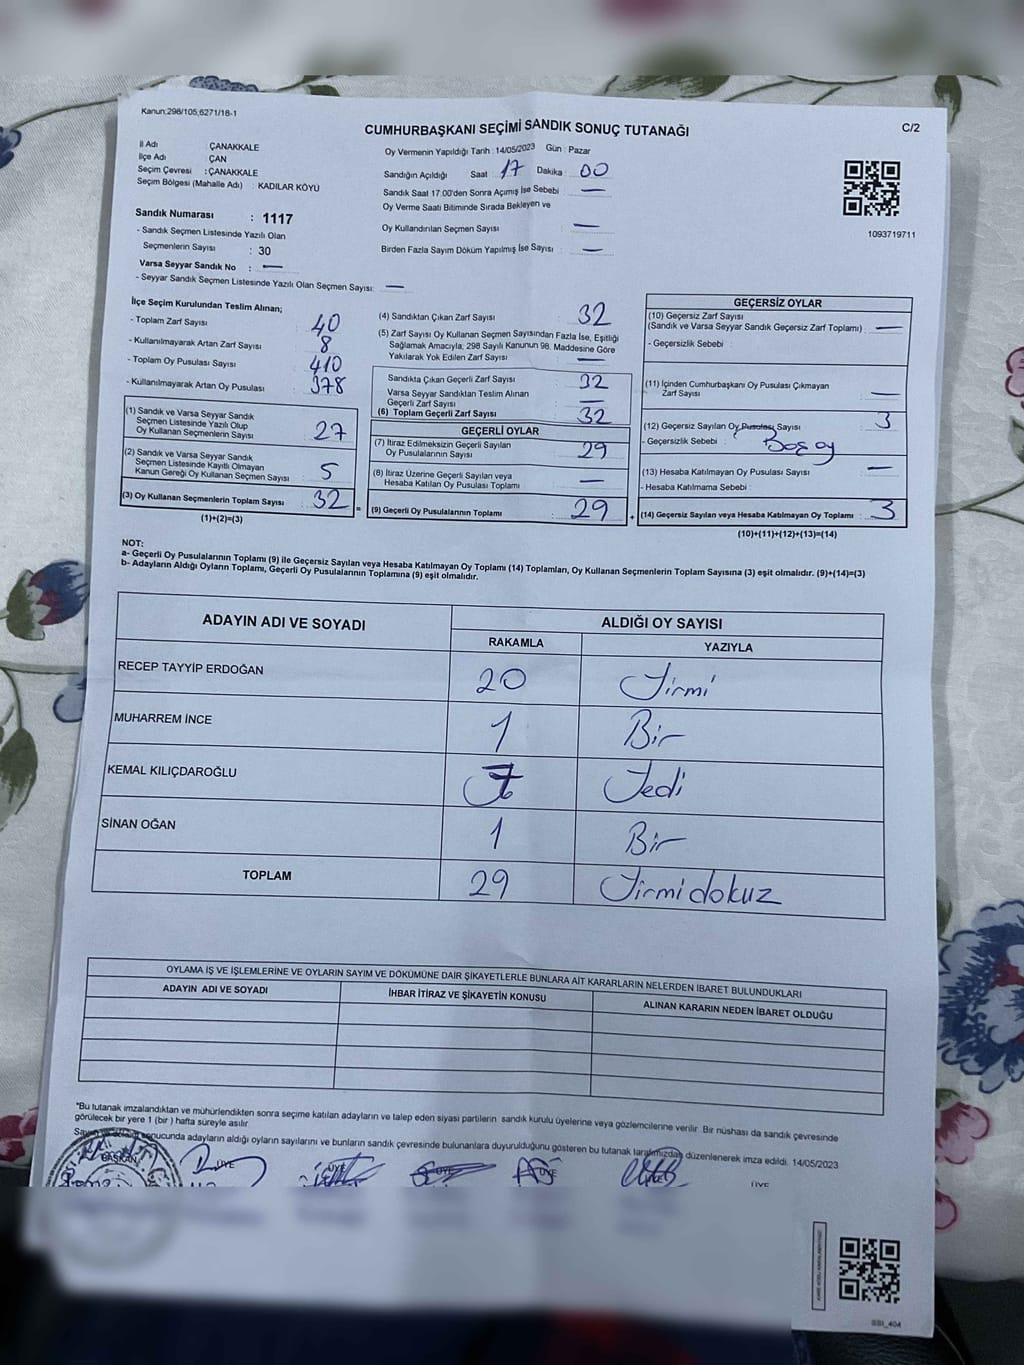 Kanun:298/105,6271/18-1
CUMHURBAŞKANI SEÇİMİ SANDIK SONUÇ TUTANAĞI
C/2
İl Adı : ÇANAKKALE
İlçe Adı : ÇAN
Seçim Çevresi : ÇANAKKALE
Seçim Bölgesi (Mahalle Adı) : KADILAR KÖYÜ
Sandık Numarası : 1117
- Sandık Seçmen Listesinde Yazılı Olan
Seçmenlerin Sayısı : 30
Varsa Seyyar Sandık No : —
- Seyyar Sandık Seçmen Listesinde Yazılı Olan Seçmen Sayısı: —
Oy Vermenin Yapıldığı Tarih : 14/05/2023 Gün : Pazar
Sandığın Açıldığı Saat 17 Dakika : 00
Sandık Saat 17.00'den Sonra Açımış İse Sebebi —
Oy Verme Saati Bitiminde Sırada Bekleyen ve
Oy Kullandırılan Seçmen Sayısı —
Birden Fazla Sayım Döküm Yapılmış İse Sayısı : —
1093719711
İlçe Seçim Kurulundan Teslim Alınan;
- Toplam Zarf Sayısı : 40
- Kullanılmayarak Artan Zarf Sayısı : 8
- Toplam Oy Pusulası Sayısı : 410
- Kullanılmayarak Artan Oy Pusulası : 378
(1) Sandık ve Varsa Seyyar Sandık
Seçmen Listesinde Yazılı Olup
Oy Kullanan Seçmenlerin Sayısı : 27
(2) Sandık ve Varsa Seyyar Sandık
Seçmen Listesinde Kayıtlı Olmayan
Kanun Gereği Oy Kullanan Seçmen Sayısı : 5
(3) Oy Kullanan Seçmenlerin Toplam Sayısı : 32
(1)+(2)=(3)
=
(4) Sandıktan Çıkan Zarf Sayısı : 32
(5) Zarf Sayısı Oy Kullanan Seçmen Sayısından Fazla İse, Eşitliği
Sağlamak Amacıyla; 298 Sayılı Kanunun 98. Maddesine Göre
Yakılarak Yok Edilen Zarf Sayısı : —
Sandıkta Çıkan Geçerli Zarf Sayısı : 32
Varsa Seyyar Sandıktan Teslim Alınan
Geçerli Zarf Sayısı : —
(6) Toplam Geçerli Zarf Sayısı : 32
GEÇERLİ OYLAR
(7) İtiraz Edilmeksizin Geçerli Sayılan
Oy Pusulalarının Sayısı : 29
(8) İtiraz Üzerine Geçerli Sayılan veya
Hesaba Katılan Oy Pusulası Toplamı : —
(9) Geçerli Oy Pusulalarının Toplamı : 29
+
GEÇERSİZ OYLAR
(10) Geçersiz Zarf Sayısı
(Sandık ve Varsa Seyyar Sandık Geçersiz Zarf Toplamı) : —
- Geçersizlik Sebebi :
(11) İçinden Cumhurbaşkanı Oy Pusulası Çıkmayan
Zarf Sayısı : —
(12) Geçersiz Sayılan Oy Pusulası Sayısı : 3
- Geçersizlik Sebebi : Boş oy
(13) Hesaba Katılmayan Oy Pusulası Sayısı : —
- Hesaba Katılmama Sebebi :
(14) Geçersiz Sayılan veya Hesaba Katılmayan Oy Toplamı : 3
(10)+(11)+(12)+(13)=(14)
NOT:
a- Geçerli Oy Pusulalarının Toplamı (9) ile Geçersiz Sayılan veya Hesaba Katılmayan Oy Toplamı (14) Toplamları, Oy Kullanan Seçmenlerin Toplam Sayısına (3) eşit olmalıdır. (9)+(14)=(3)
b- Adayların Aldığı Oyların Toplamı, Geçerli Oy Pusulalarının Toplamına (9) eşit olmalıdır.
ADAYIN ADI VE SOYADI ALDIĞI OY SAYISI
RAKAMLA YAZIYLA
RECEP TAYYİP ERDOĞAN 20 Yirmi
MUHARREM İNCE 1 Bir
KEMAL KILIÇDAROĞLU 7 Yedi
SİNAN OĞAN 1 Bir
TOPLAM 29 Yirmi dokuz
OYLAMA İŞ VE İŞLEMLERİNE VE OYLARIN SAYIM VE DÖKÜMÜNE DAİR ŞİKAYETLERLE BUNLARA AİT KARARLARIN NELERDEN İBARET BULUNDUKLARI
ADAYIN ADI VE SOYADI İHBAR İTİRAZ VE ŞİKAYETİN KONUSU ALINAN KARARIN NEDEN İBARET OLDUĞU
*Bu tutanak imzalandıktan ve mühürlendikten sonra seçime katılan adayların ve talep eden siyasi partilerin sandık kurulu üyelerine veya gözlemcilerine verilir. Bir nüshası da sandık çevresinde
görülecek bir yere 1 (bir) hafta süreyle asılır.
sonucunda adayların aldığı oyların sayılarını ve bunların sandık çevresinde bulunanlara duyurulduğunu gösteren bu tutanak tarafımızdan düzenlenerek imza edildi. 14/05/2023
BAŞKAN ÜYE ÜYE ÜYE ÜYE ÜYE ÜYE
SSI_404